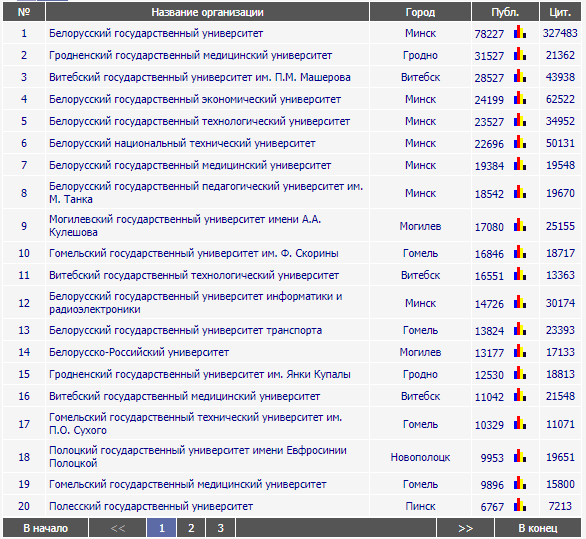 № Название организации Город Публ. Цит.
1 Белорусский государственный университет Минск 78227 327483
2 Гродненский государственный медицинский университет Гродно 31527 21362
3 Витебский государственный университет им. П.М. Машерова Витебск 28527 43938
4 Белорусский государственный экономический университет Минск 24199 62522
5 Белорусский государственный технологический университет Минск 23527 34952
6 Белорусский национальный технический университет Минск 22696 50131
7 Белорусский государственный медицинский университет Минск 19384 19548
8 Белорусский государственный педагогический университет им. М. Танка Минск 18542 19670
9 Могилевский государственный университет имени А.А. Кулешова Могилев 17080 25155
10 Гомельский государственный университет им. Ф. Скорины Гомель 16846 18717
11 Витебский государственный технологический университет Витебск 16551 13363
12 Белорусский государственный университет информатики и радиоэлектроники Минск 14726 30174
13 Белорусский государственный университет транспорта Гомель 13824 23393
14 Белорусско-Российский университет Могилев 13177 17133
15 Гродненский государственный университет им. Янки Купалы Гродно 12530 18813
16 Витебский государственный медицинский университет Витебск 11042 21548
17 Гомельский государственный технический университет им. П.О. Сухого Гомель 10329 11071
18 Полоцкий государственный университет имени Евфросинии Полоцкой Новополоцк 9953 19651
19 Гомельский государственный медицинский университет Гомель 9896 15800
20 Полесский государственный университет Пинск 6767 7213
В начало << 1 2 3 >> В конец